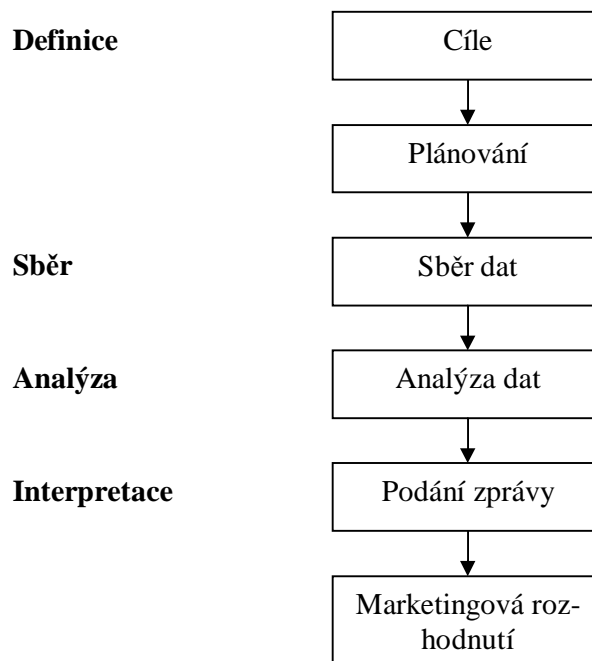 Definice
Cíle
Plánování
Sběr
Sběr dat
Analýza
Analýza dat
Interpretace
Podání zprávy
Marketingová roz-
hodnutí